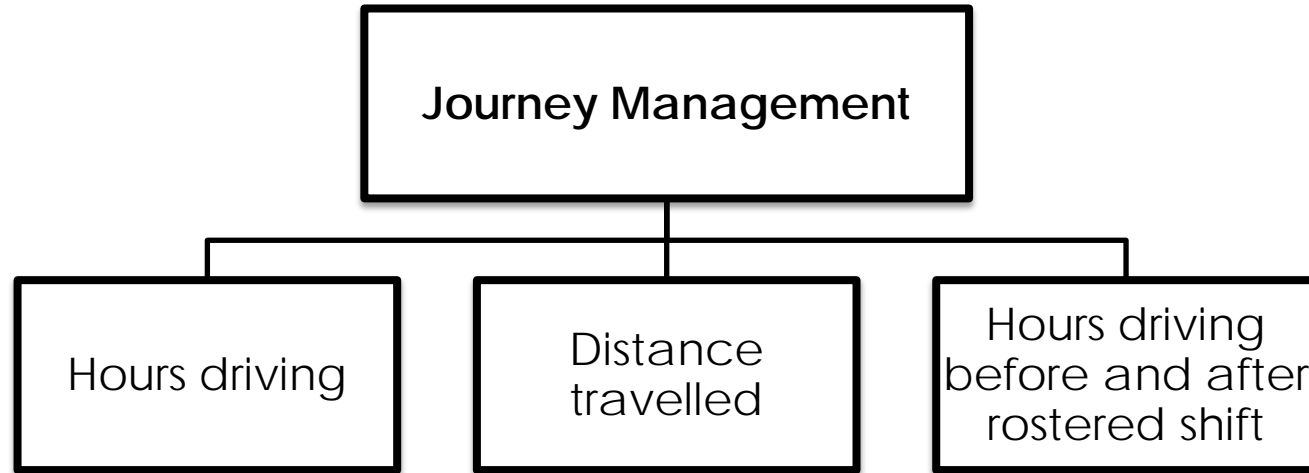 Journey Management
Hours driving
Distance
travelled
Hours driving
before and after
rostered shift